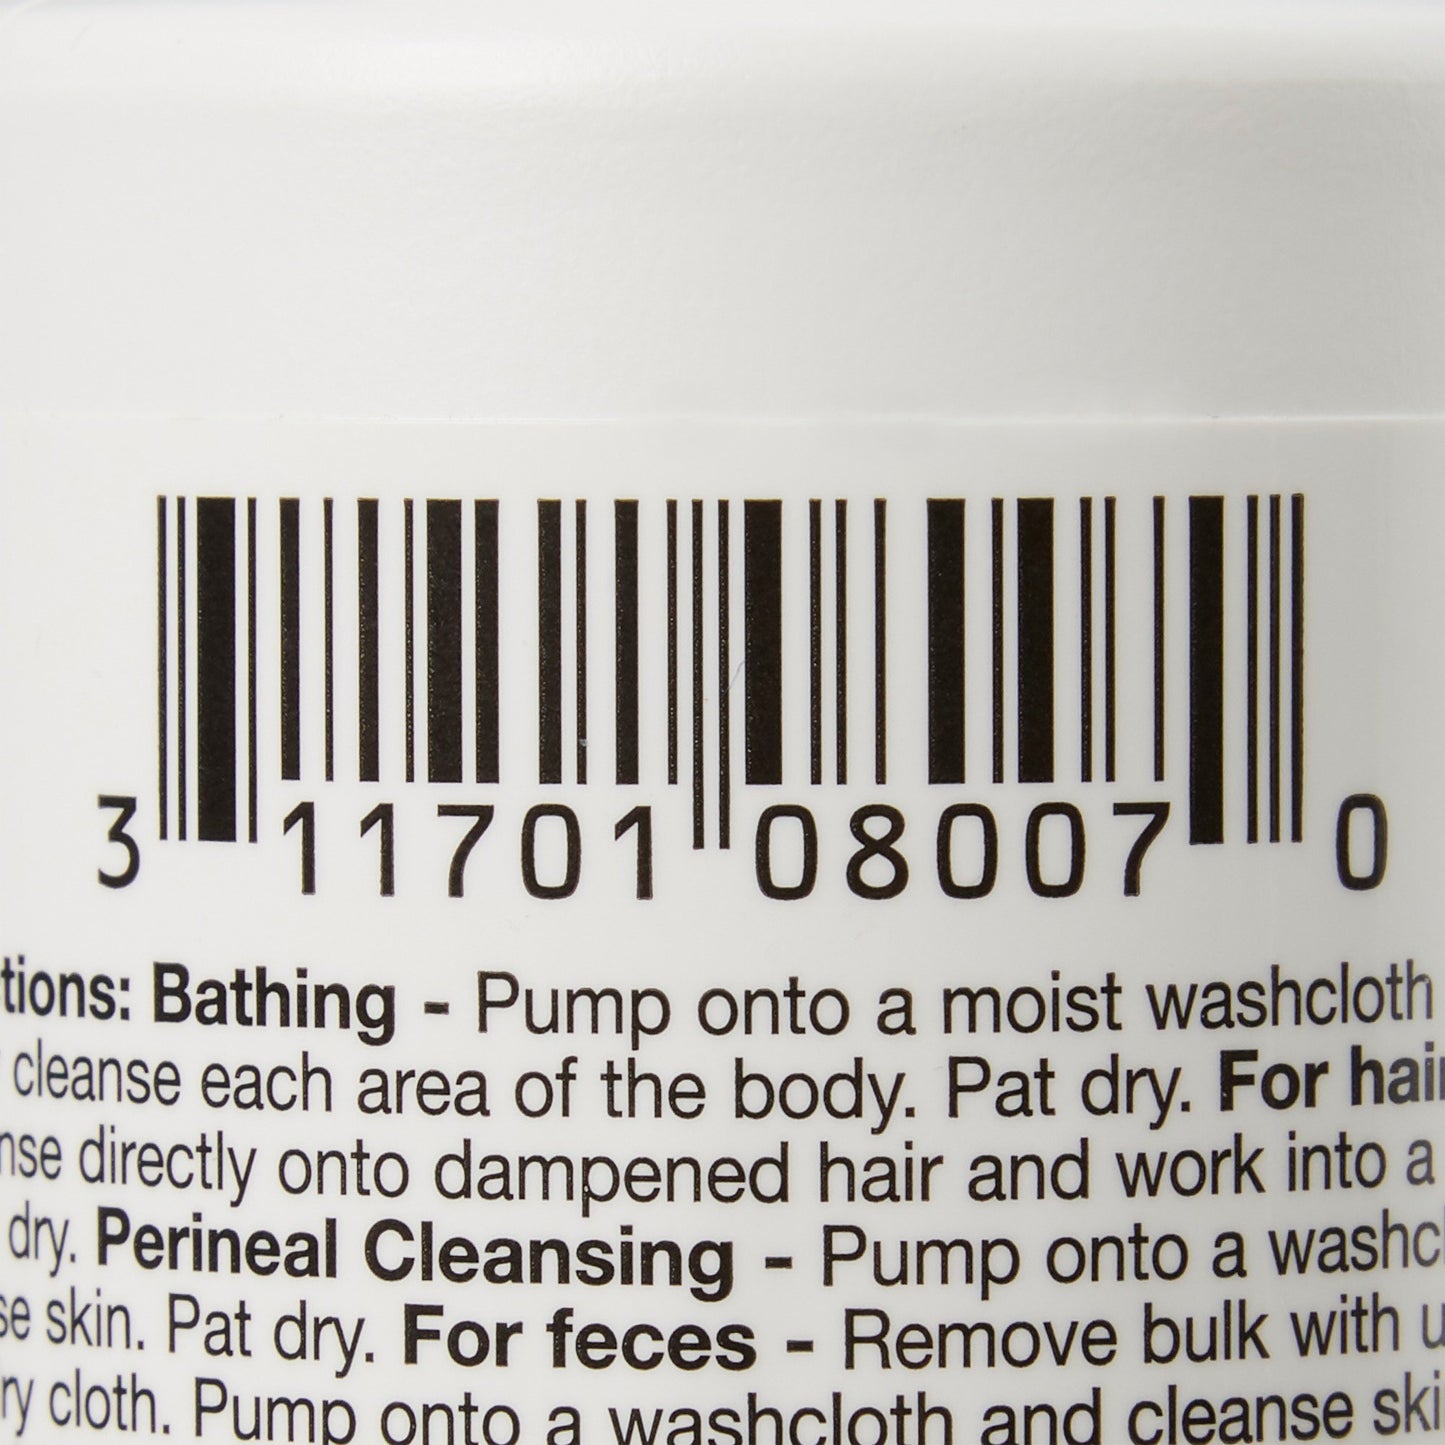 3 11701 08007 0
tions: Bathing - Pump onto a moist washcloth
cleanse each area of the body. Pat dry. For hair
nse directly onto dampened hair and work into a
dry. Perineal Cleansing - Pump onto a washcl
se skin. Pat dry. For feces - Remove bulk with u
ry cloth. Pump onto a washcloth and cleanse ski